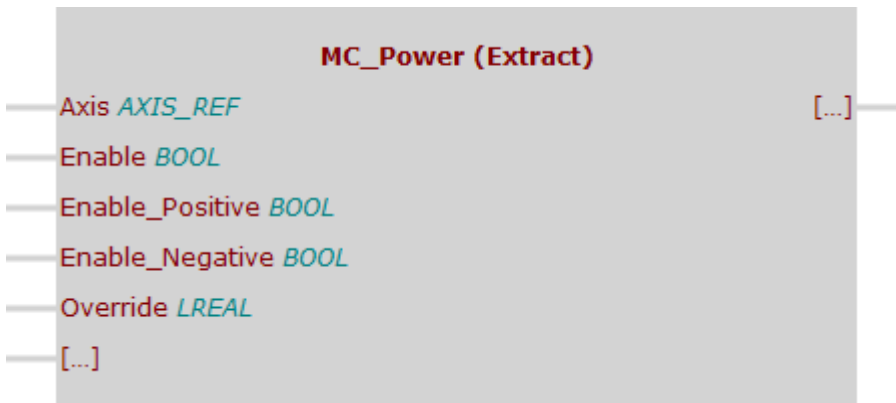 MC_Power (Extract)
Axis AXIS_REF [...]
Enable BOOL
Enable_Positive BOOL
Enable_Negative BOOL
Override LREAL
[...]